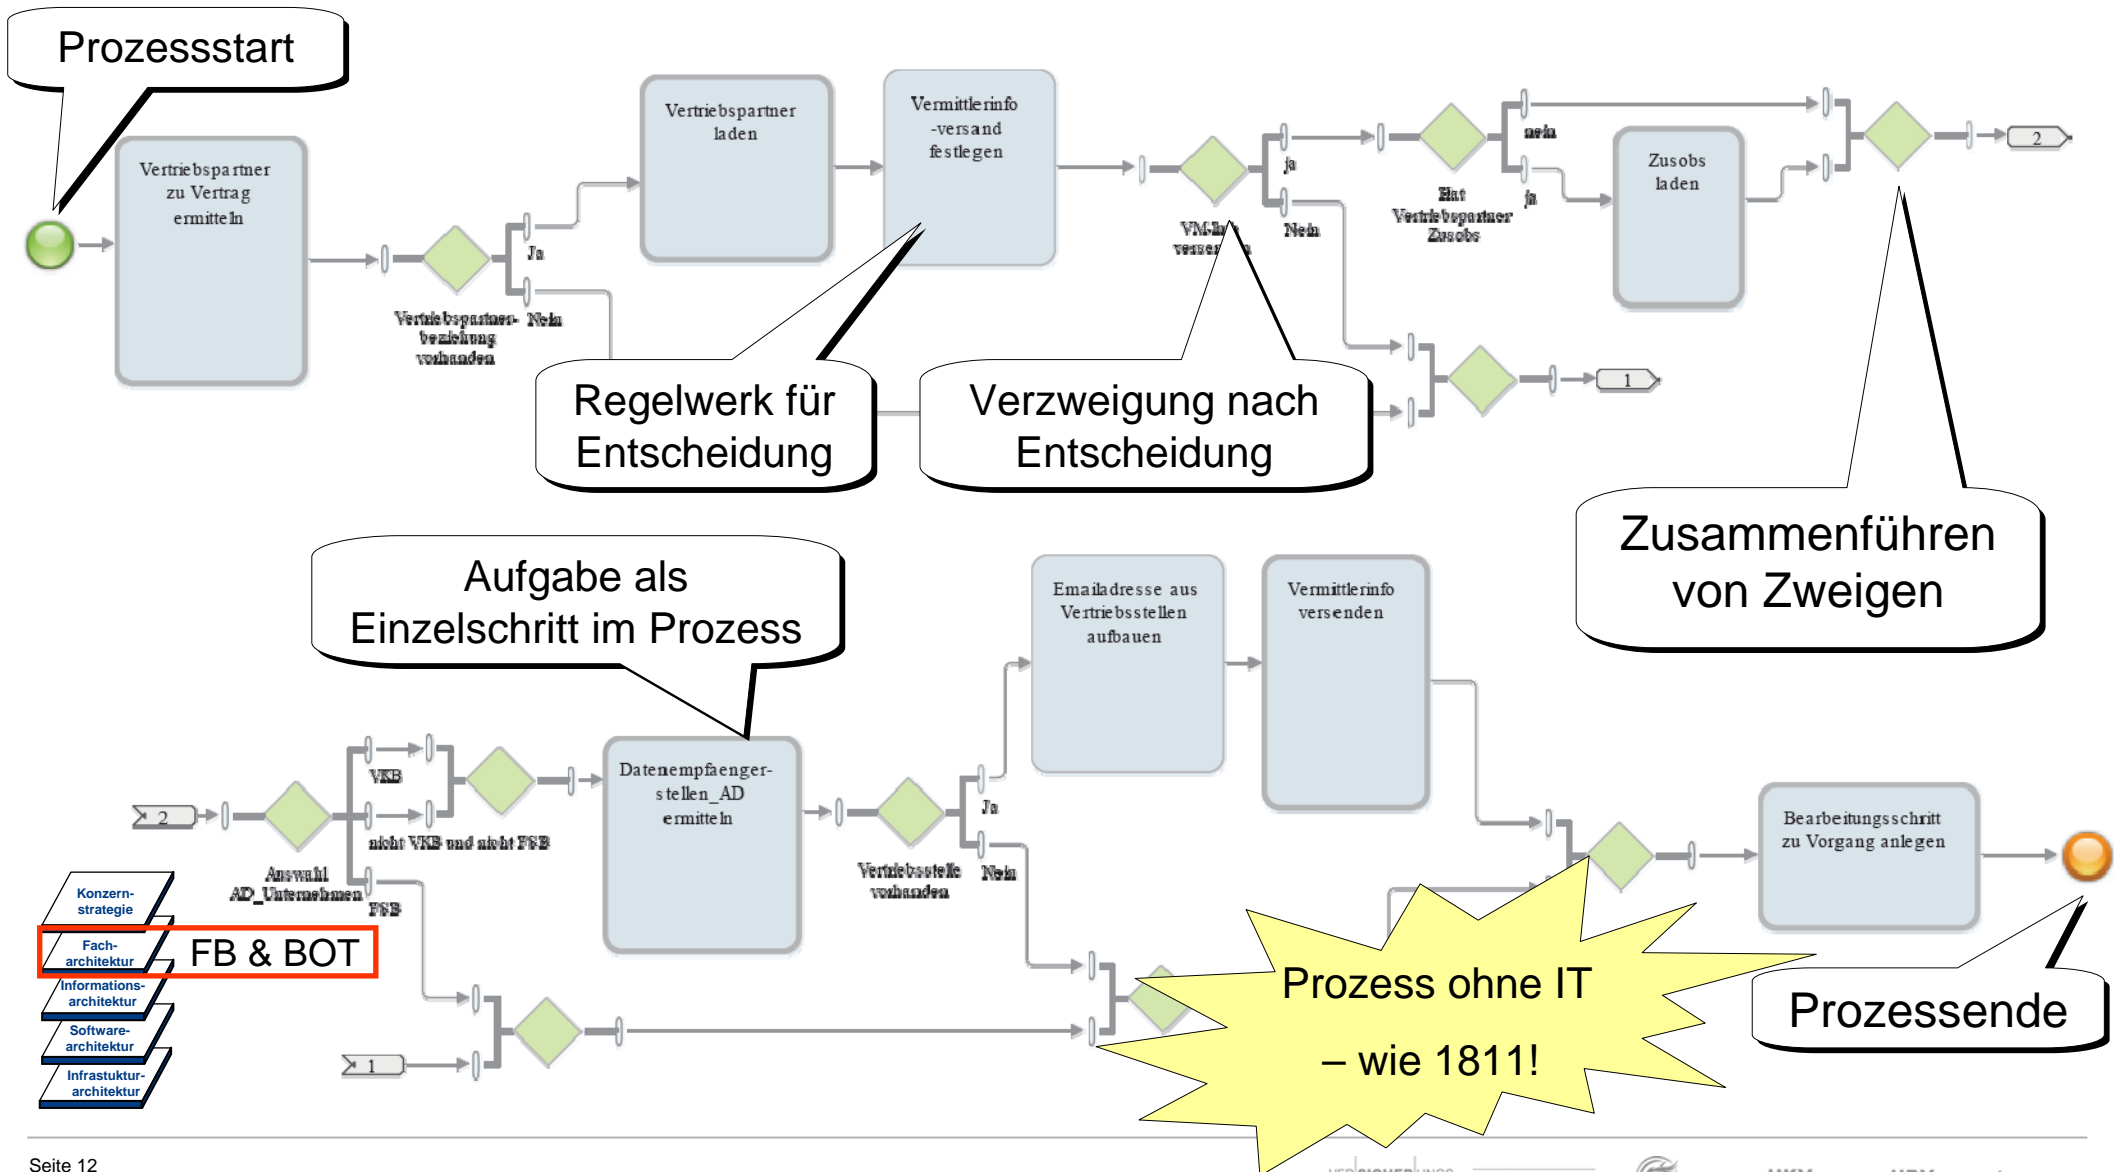 Prozessstart
Vertriebspartner
zu Vertrag
ermitteln
Vertriebspartner-
beziehung
vorhanden
Ja
Nein
Vertriebspartner
laden
Vermittlerinfo
-versand
festlegen
ja
Nein
Hat
Vertriebspartner
Zusobs
nein
ja
Zusobs
laden
2
1
Regelwerk für
Entscheidung
Verzweigung nach
Entscheidung
Zusammenführen
von Zweigen
Aufgabe als
Einzelschritt im Prozess
Emailadresse aus
Vertriebsstellen
aufbauen
Vermittlerinfo
versenden
2
Auswahl
AD_Unternehmen
VKB
nicht VKB und nicht FSB
FSB
Datenempfaenger-
stellen_AD
ermitteln
Vertriebsstelle
vorhanden
Ja
Nein
Bearbeitungsschritt
zu Vorgang anlegen
1
Konzern-
strategie
Fach-
architektur
FB & BOT
Informations-
architektur
Software-
architektur
Infrastuktur-
architektur
Prozess ohne IT
– wie 1811!
Prozessende
Seite 12